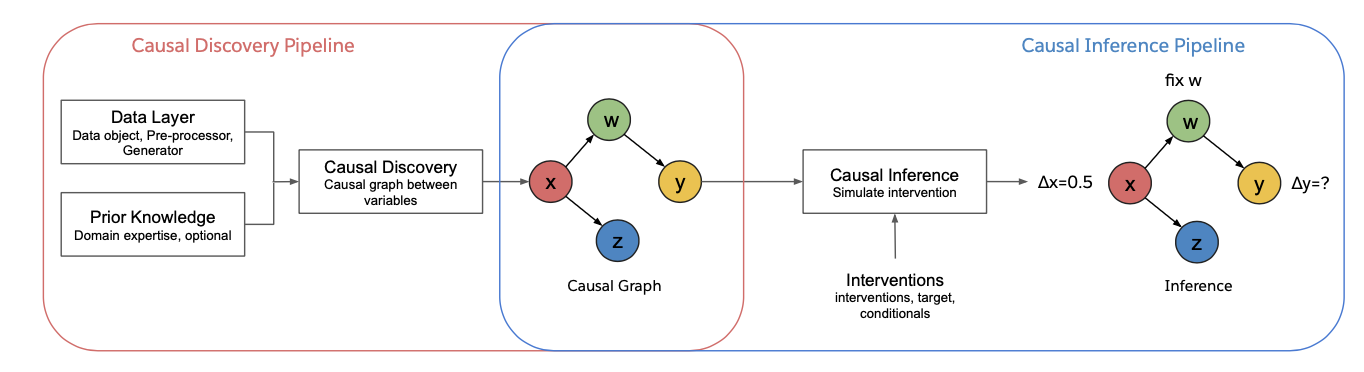 Causal Discovery Pipeline
Causal Inference Pipeline
Data Layer
Data object, Pre-processor,
Generator
Prior Knowledge
Domain expertise, optional
Causal Discovery
Causal graph between
variables
w
x
y
z
Causal Graph
Causal Inference
Simulate intervention
Interventions
interventions, target,
conditionals
fix w
w
Δx=0.5
x
y
Δy=?
z
Inference